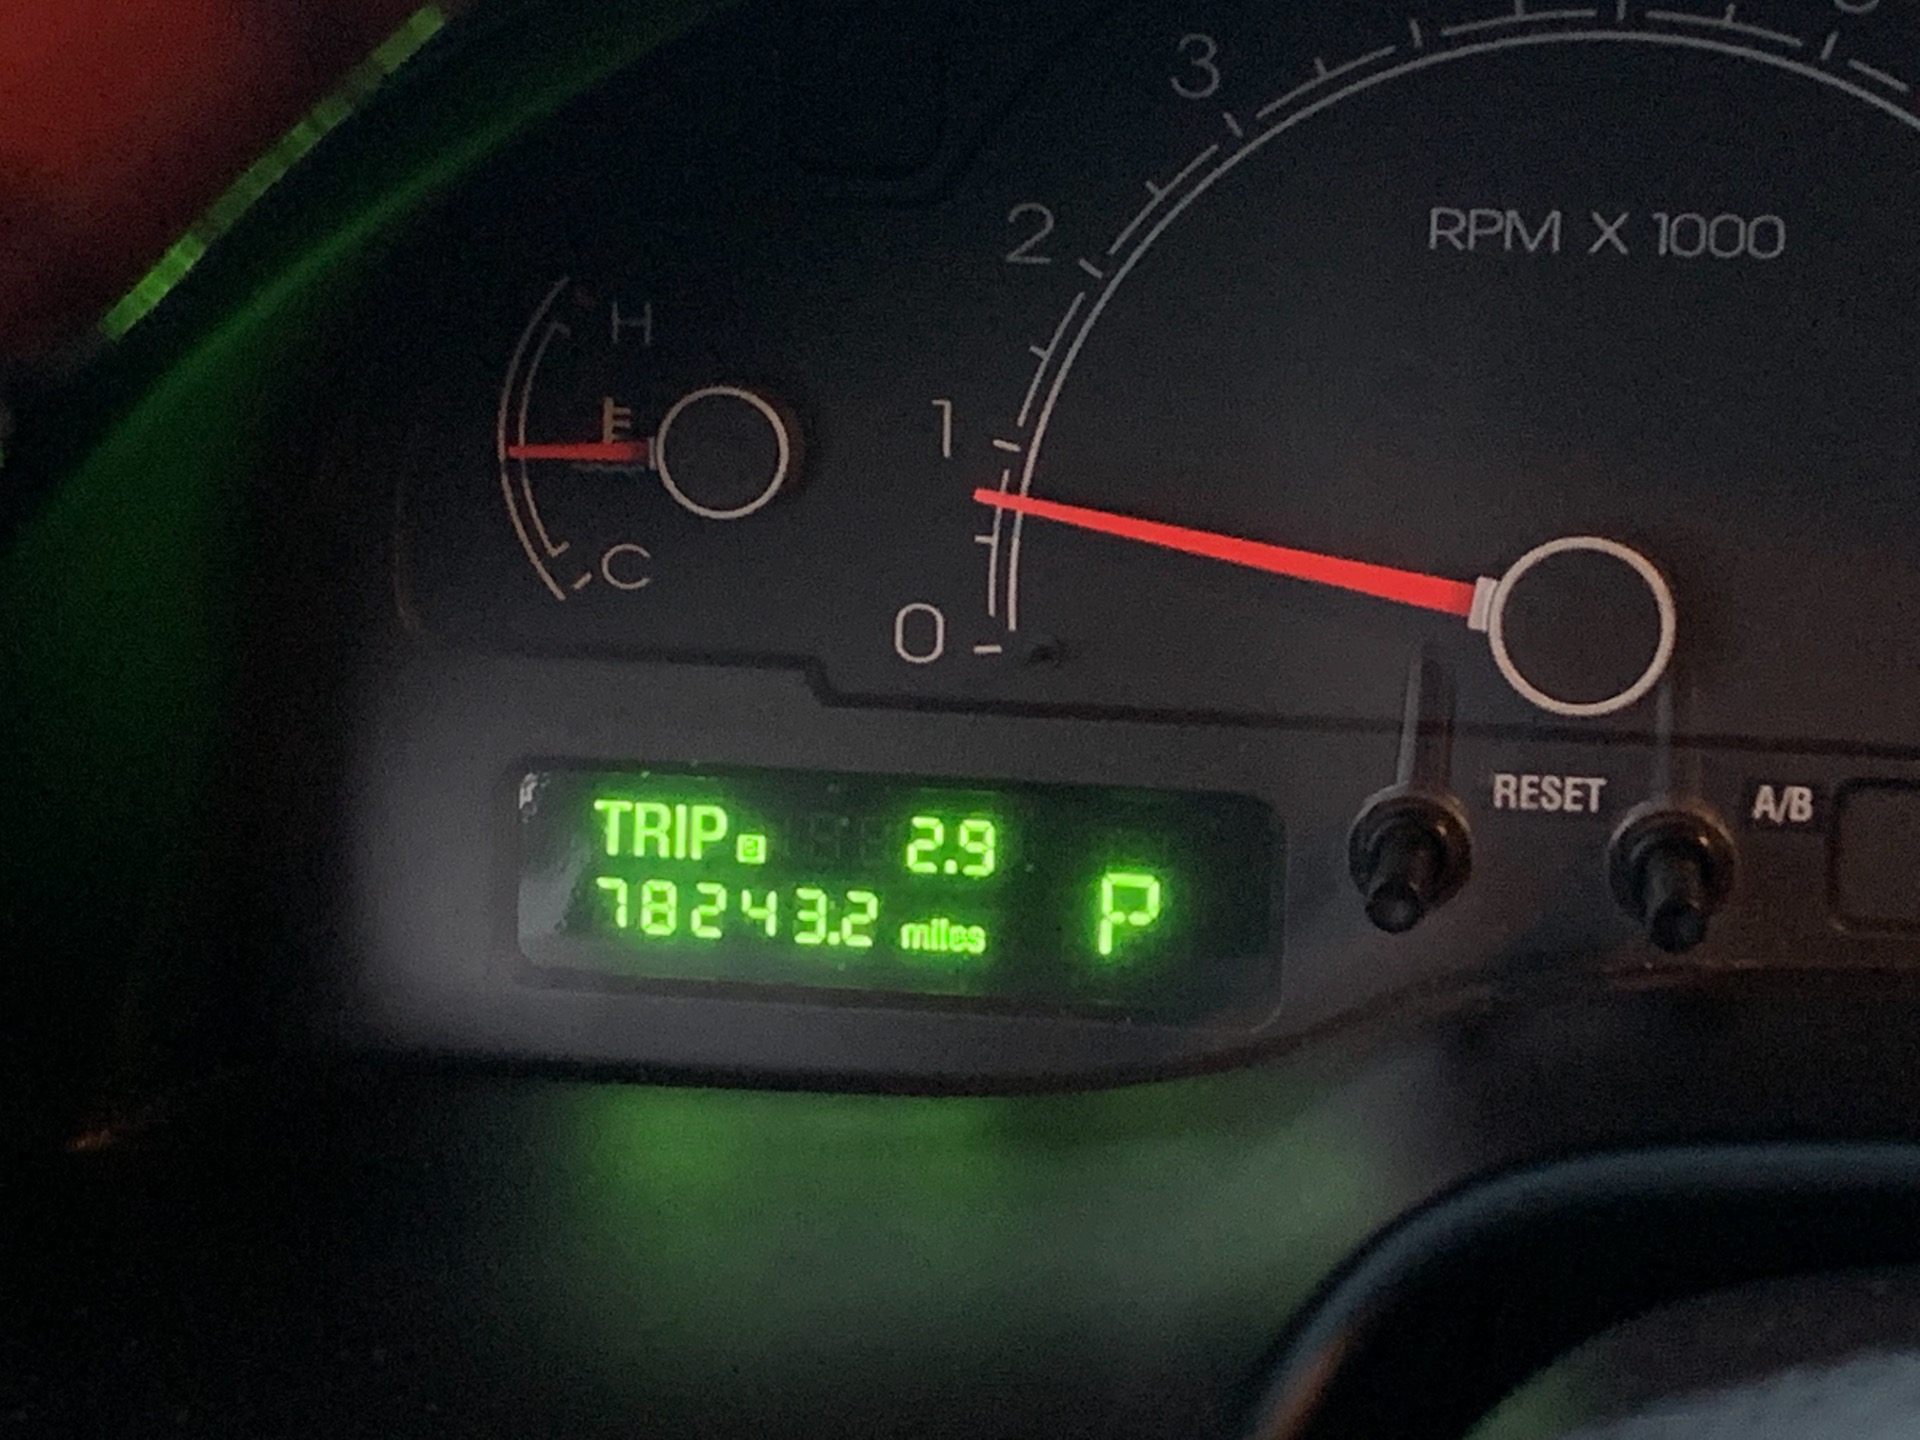 3
2
RPM X 1000
H
1
C
0
RESET A/B
TRIP B 2.9
78243.2 miles
P